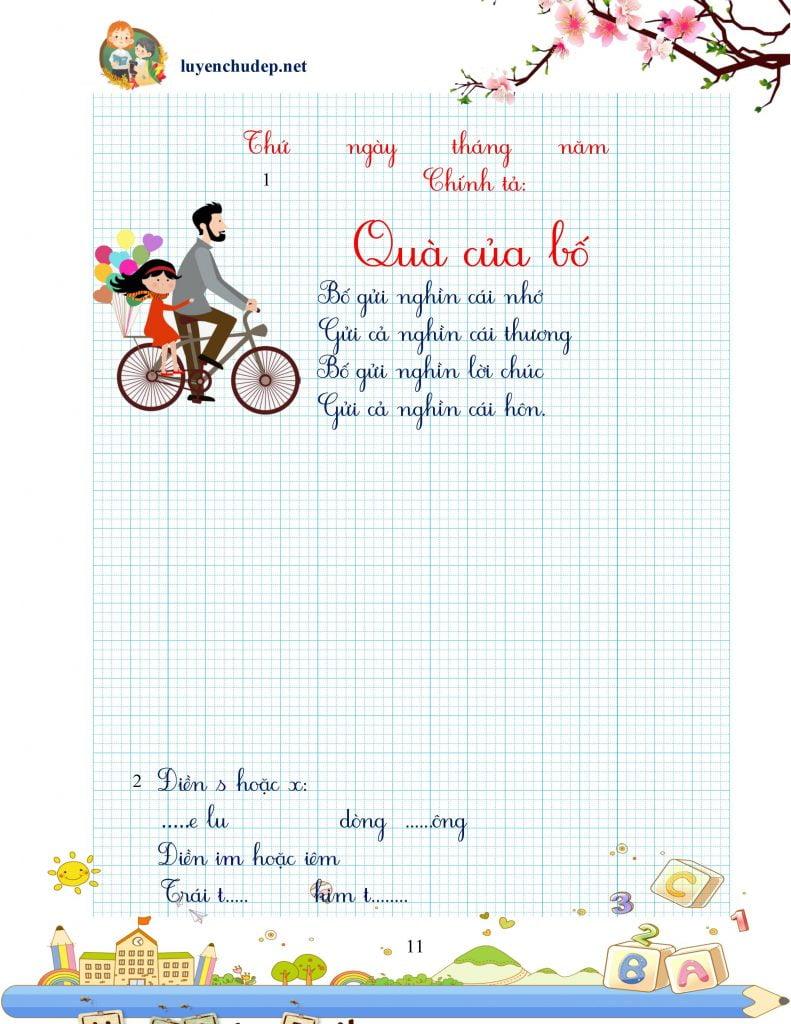 luyenchudep.net
Thứ ngày tháng năm
1 Chính tả:
Quà của bố
Bố gửi nghìn cái nhớ
Gửi cả nghìn cái thương
Bố gửi nghìn lời chúc
Gửi cả nghìn cái hôn.
2 Điền s hoặc x:
.....e lu dòng ......ông
Điền im hoặc iêm
Trái t..... kim t........
C
3
2
1
B A
11